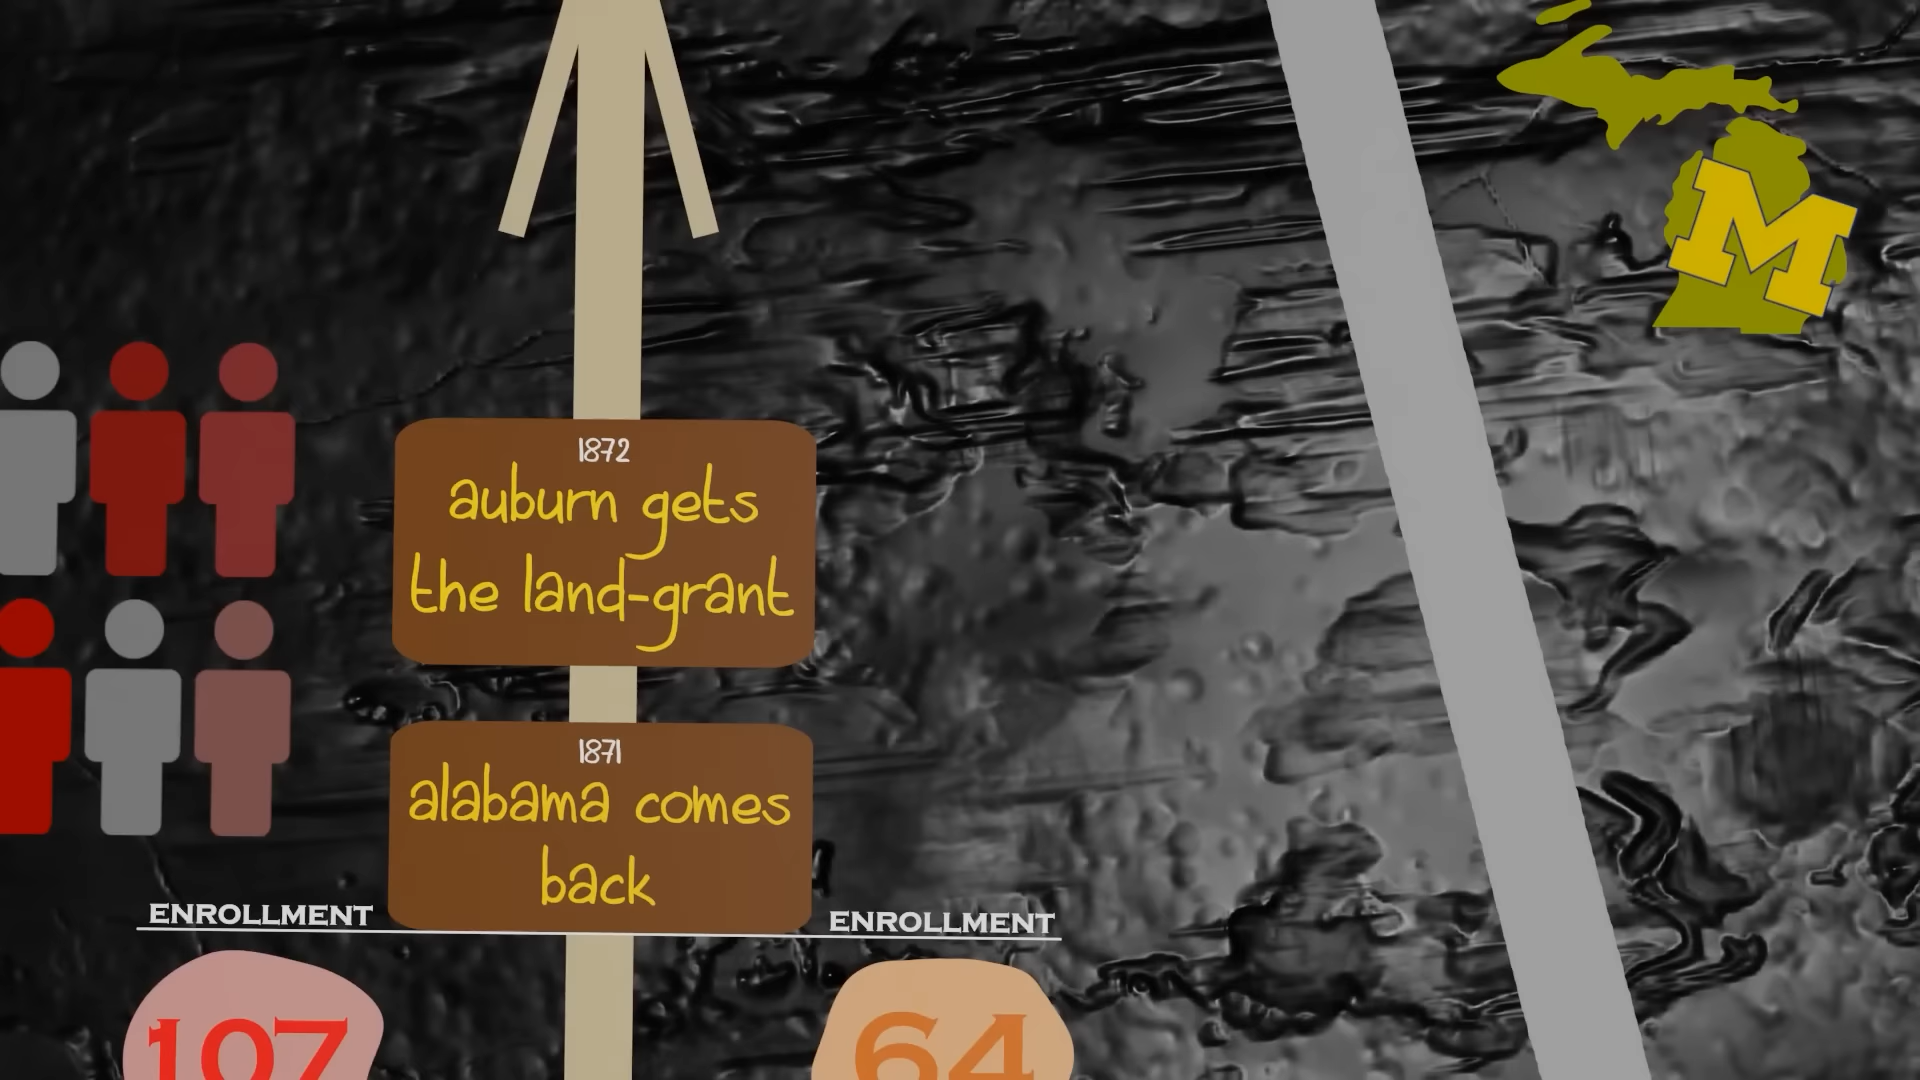 M
1872
auburn gets
the land-grant
1871
alabama comes
back
ENROLLMENT
ENROLLMENT
107
64